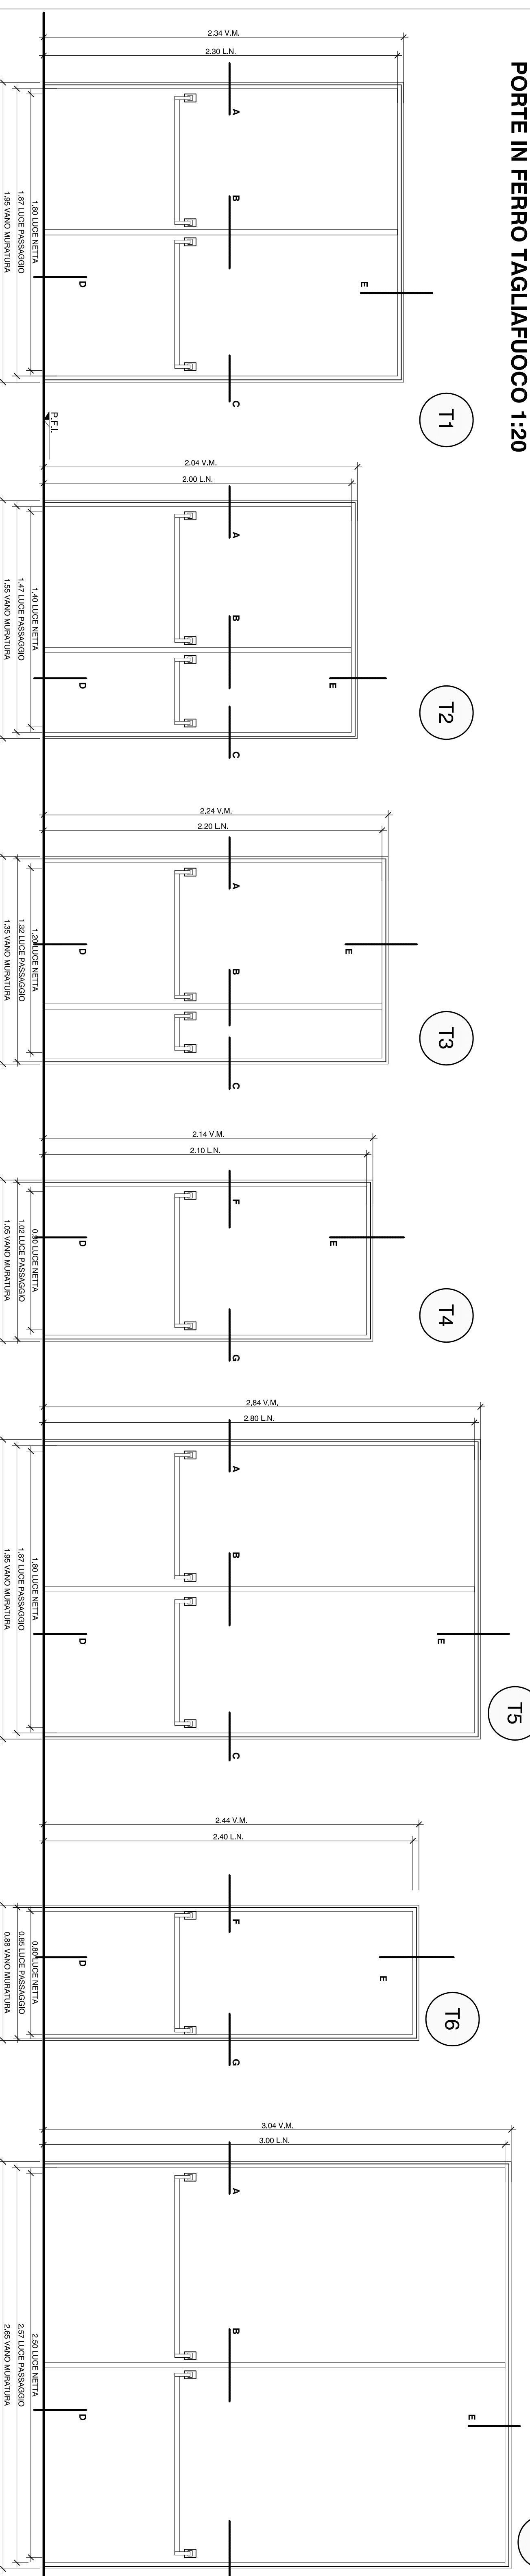 PORTE IN FERRO TAGLIAFUOCO 1:20
T1
2.34 V.M.
2.30 L.N.
A
B
C
D
E
1,80 LUCE NETTA
1,87 LUCE PASSAGGIO
1,95 VANO MURATURA
P.F.I.
T2
2.04 V.M.
2.00 L.N.
A
B
C
D
E
1,40 LUCE NETTA
1,47 LUCE PASSAGGIO
1,55 VANO MURATURA
T3
2.24 V.M.
2.20 L.N.
A
B
C
D
E
1,20 LUCE NETTA
1,32 LUCE PASSAGGIO
1,35 VANO MURATURA
T4
2.14 V.M.
2.10 L.N.
F
G
D
E
0,90 LUCE NETTA
1,02 LUCE PASSAGGIO
1,05 VANO MURATURA
T5
2,84 V.M.
2.80 L.N.
A
B
C
D
E
1,80 LUCE NETTA
1,87 LUCE PASSAGGIO
1,95 VANO MURATURA
T6
2.44 V.M.
2.40 L.N.
F
G
D
E
0,80 LUCE NETTA
0,85 LUCE PASSAGGIO
0,88 VANO MURATURA
3.04 V.M.
3.00 L.N.
A
B
D
E
2,50 LUCE NETTA
2,57 LUCE PASSAGGIO
2,65 VANO MURATURA